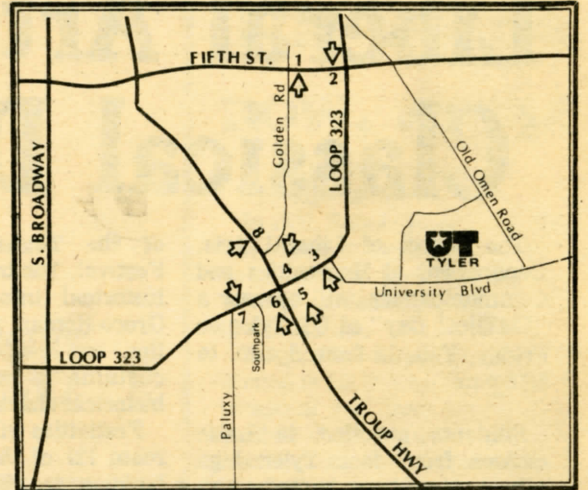 FIFTH ST.
1
2
Golden Rd
LOOP 323
Old Omen Road
S. BROADWAY
8
4
3
UT
TYLER
University Blvd
5
6
7
LOOP 323
Southpark
Paluxy
TROUP HWY